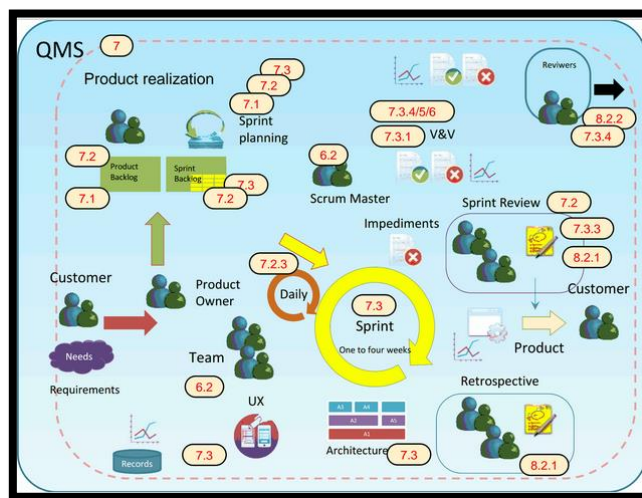 QMS
7
Product realization
7.3
7.2
7.1
Sprint
planning
7.3.4/5/6
7.3.1
V&V
Reviwers
8.2.2
7.3.4
7.2
Product
Backlog
Sprint
Backlog
7.1
7.3
7.2
6.2
Scrum Master
Impediments
Sprint Review
7.2
7.3.3
8.2.1
Customer
Product
Owner
7.2.3
Daily
7.3
Sprint
One to four weeks
Customer
Product
Needs
Requirements
Team
6.2
UX
Records
7.3
A3
A4
A2
A5
A1
Architecture
7.3
Retrospective
8.2.1